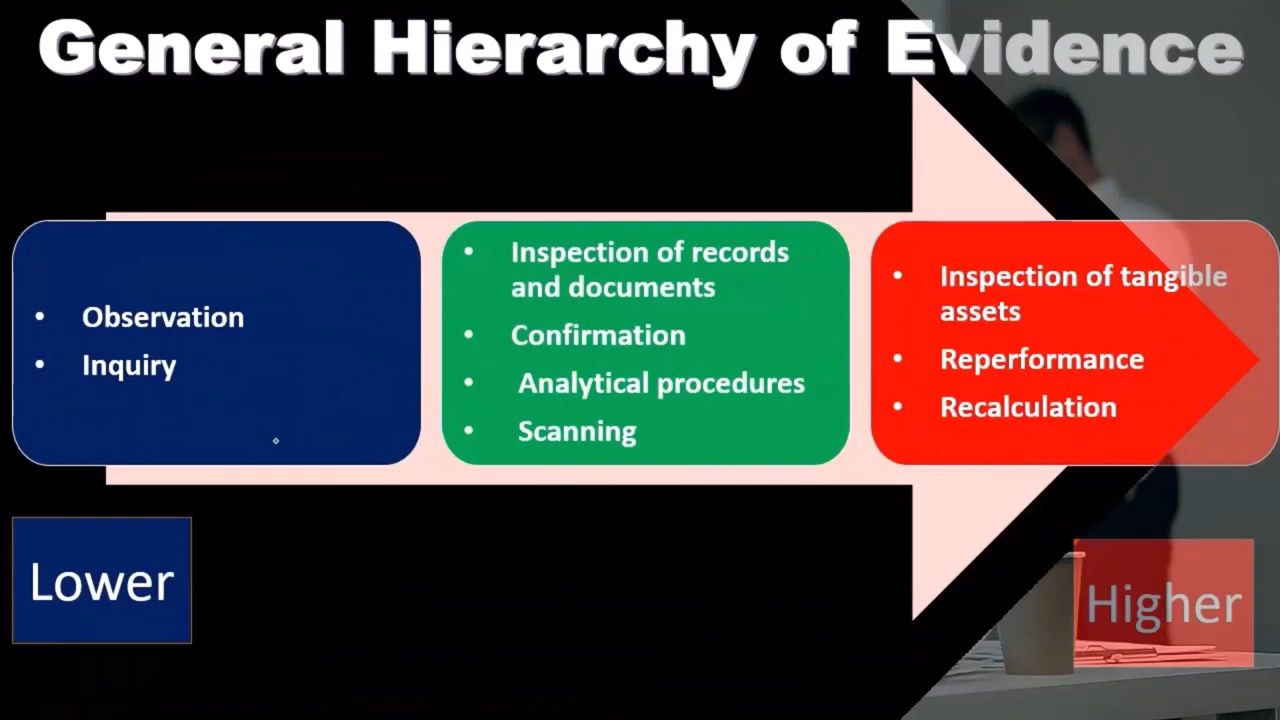 General Hierarchy of Evidence
• Observation
• Inquiry
• Inspection of records
and documents
• Confirmation
• Analytical procedures
• Scanning
• Inspection of tangible
assets
• Reperformance
• Recalculation
Lower
Higher